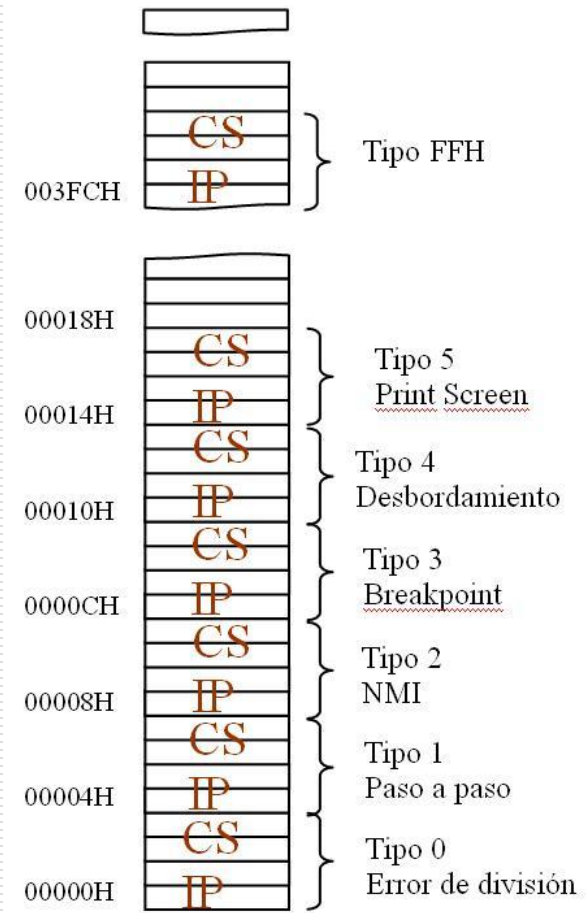 CS
Tipo FFH
003FCH IP
00018H
CS
Tipo 5
Print Screen
00014H IP
CS
Tipo 4
Desbordamiento
00010H IP
CS
Tipo 3
Breakpoint
0000CH IP
CS
Tipo 2
NMI
00008H IP
CS
Tipo 1
Paso a paso
00004H IP
CS
Tipo 0
Error de división
00000H IP